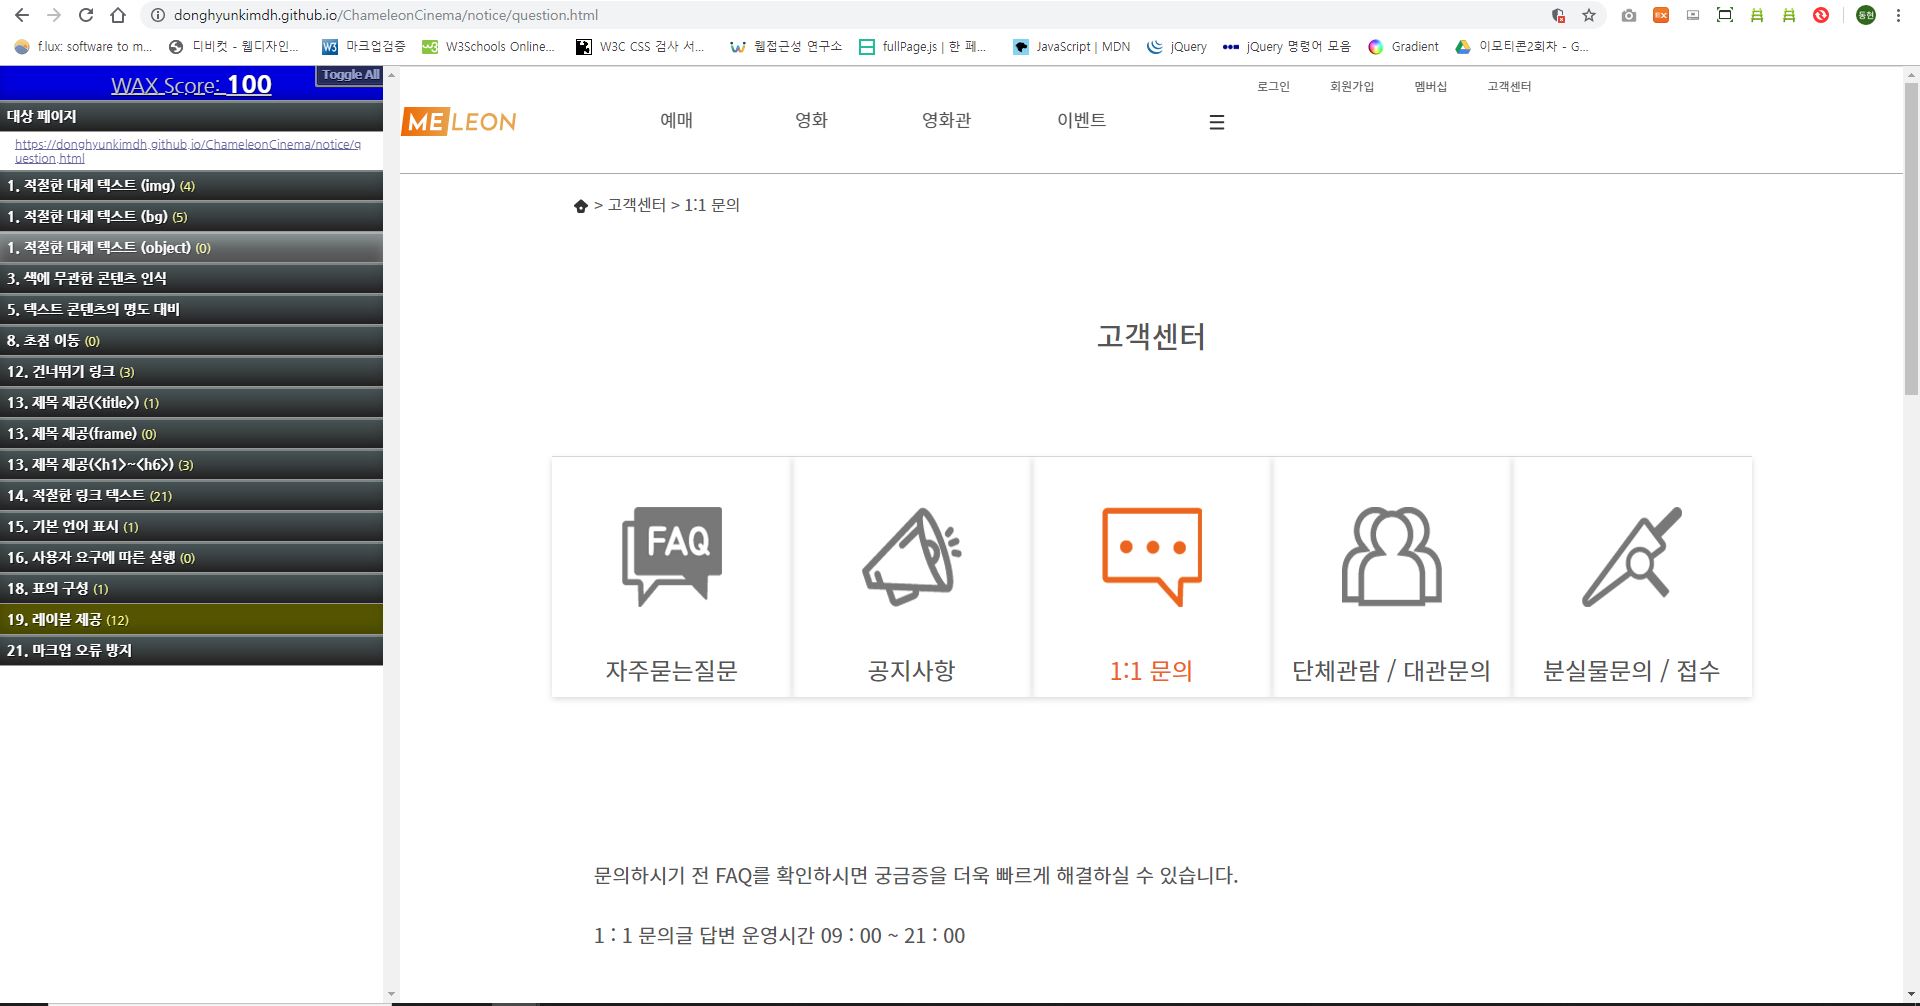 donghyunkimdh.github.io/ChameleonCinema/notice/question.html
EX
동현
f.lux: software to m...
디비컷 - 웹디자인...
W3 마크업검증
W3Schools Online...
W3C CSS 검사 서...
웹접근성 연구소
fullPage.js | 한 페...
JavaScript | MDN
jQuery
jQuery 명령어 모음
Gradient
이모티콘2회차 - G...
WAX Score: 100
Toggle All
대상 페이지
https://donghyunkimdh.github.io/ChameleonCinema/notice/q
uestion.html
1. 적절한 대체 텍스트 (img) (4)
1. 적절한 대체 텍스트 (bg) (5)
1. 적절한 대체 텍스트 (object) (0)
3. 색에 무관한 콘텐츠 인식
5. 텍스트 콘텐츠의 명도 대비
8. 초점 이동 (0)
12. 건너뛰기 링크 (3)
13. 제목 제공(<title>) (1)
13. 제목 제공(frame) (0)
13. 제목 제공(<h1>~<h6>) (3)
14. 적절한 링크 텍스트 (21)
15. 기본 언어 표시 (1)
16. 사용자 요구에 따른 실행 (0)
18. 표의 구성 (1)
19. 레이블 제공 (12)
21. 마크업 오류 방지
로그인 회원가입 멤버십 고객센터
MELEON
예매 영화 영화관 이벤트
> 고객센터 > 1:1 문의
고객센터
FAQ
자주묻는질문
공지사항
1:1 문의
단체관람 / 대관문의
분실물문의 / 접수
문의하시기 전 FAQ를 확인하시면 궁금증을 더욱 빠르게 해결하실 수 있습니다.
1 : 1 문의글 답변 운영시간 09 : 00 ~ 21 : 00